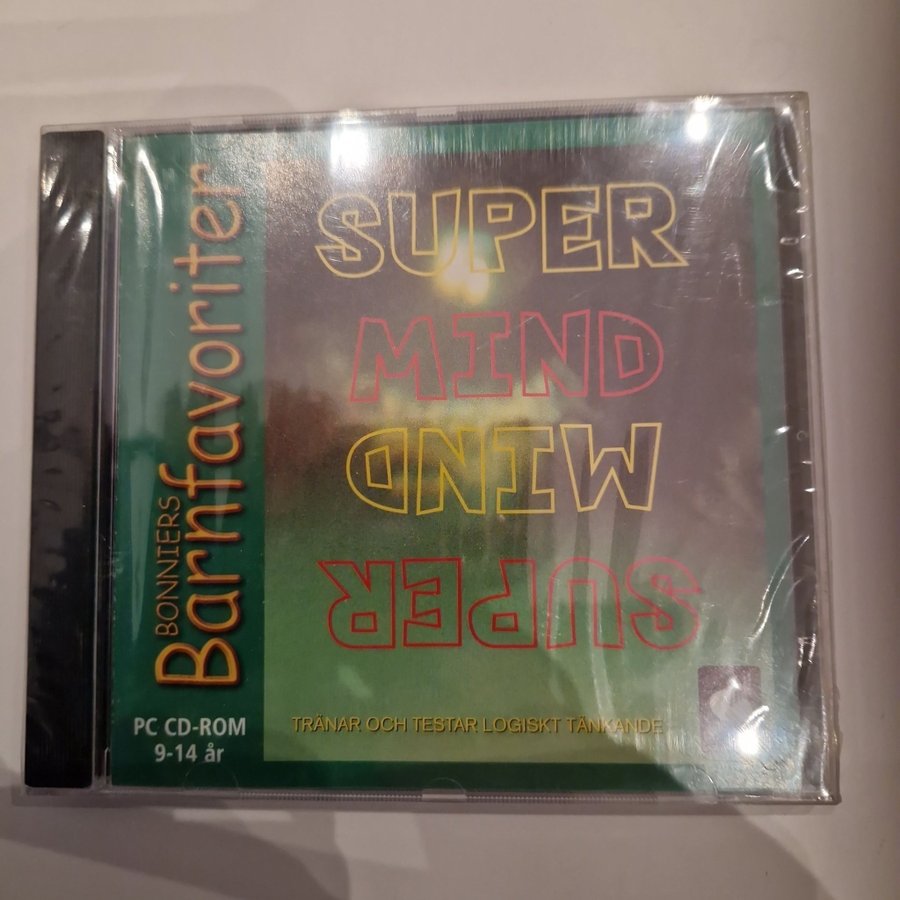 BONNIERS
Barnfavoriter
SUPER
MIND
MIND
SUPER
TRÄNAR OCH TESTAR LOGISKT TÄNKANDE
PC CD-ROM
9-14 år